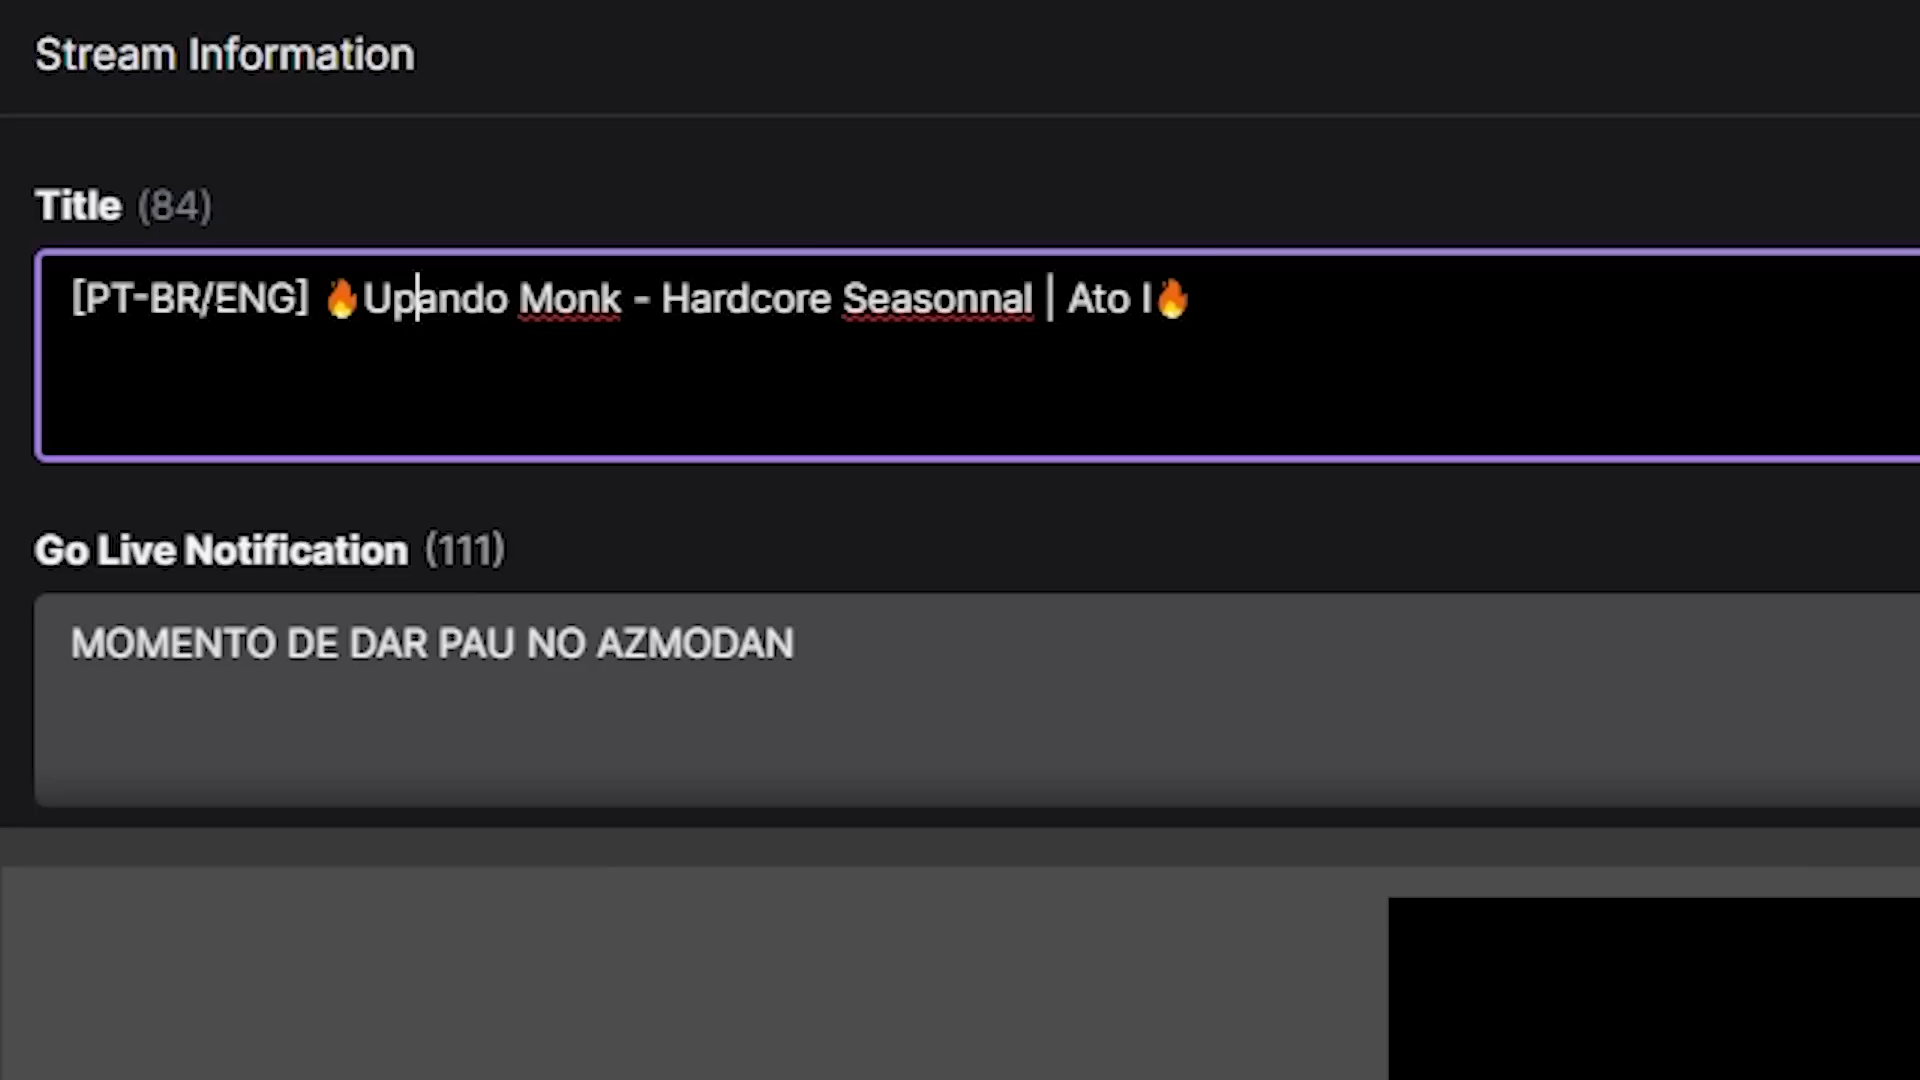 Stream Information
Title (84)
[PT-BR/ENG] 🔥Upando Monk - Hardcore Seasonnal | Ato I🔥
Go Live Notification (111)
MOMENTO DE DAR PAU NO AZMODAN